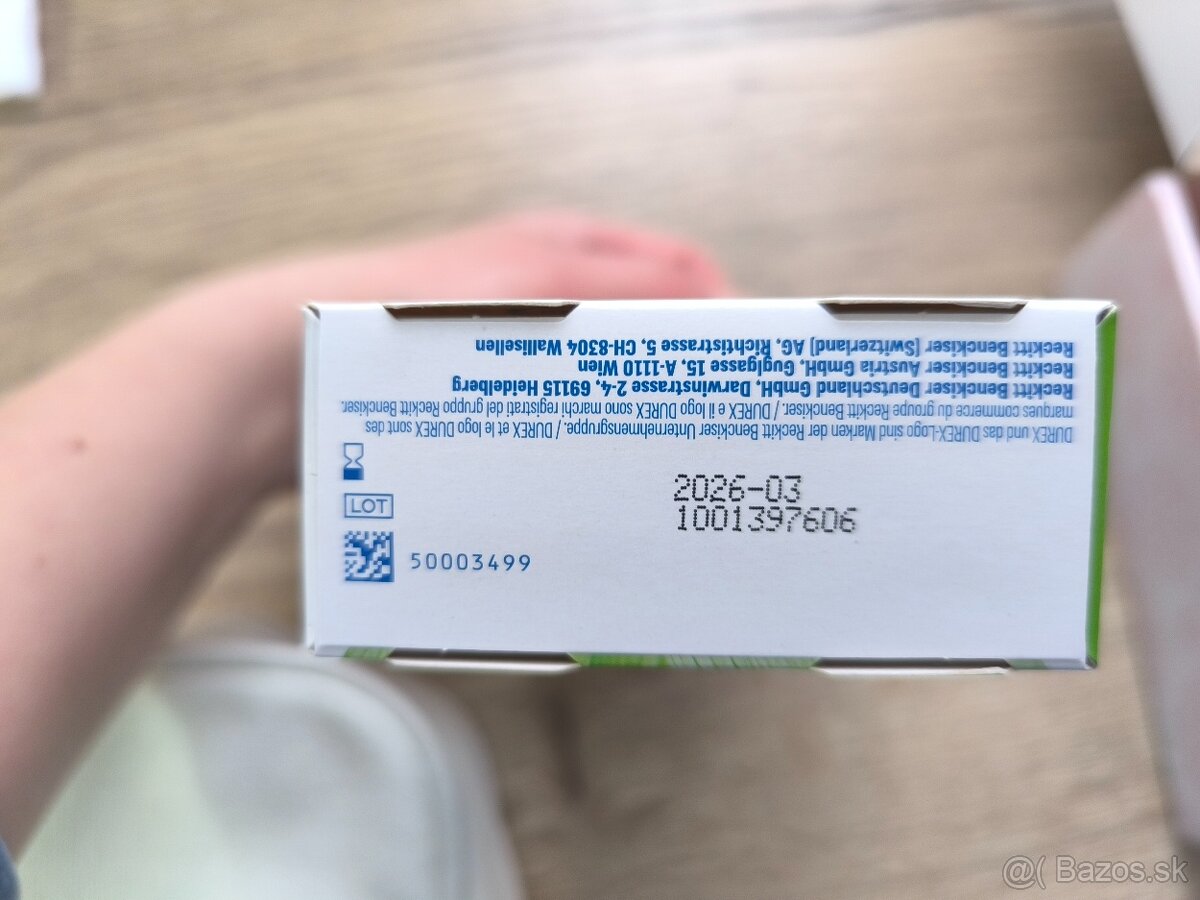 DUREX und das DUREX-Logo sind Marken der Reckitt Benckiser Unternehmensgruppe. / DUREX et le logo DUREX sont des
marques commerce du groupe Reckitt Benckiser. / DUREX e il logo DUREX sono marchi registrati del gruppo Reckitt Benckiser.
Reckitt Benckiser Deutschland GmbH, Darwinstrasse 2-4, 69115 Heidelberg
Reckitt Benckiser Austria GmbH, Guglgasse 15, A-1110 Wien
Reckitt Benckiser (Switzerland) AG, Richtistrasse 5, CH-8304 Wallisellen
2026-03
LOT
1001397606
50003499
@( Bazos.sk